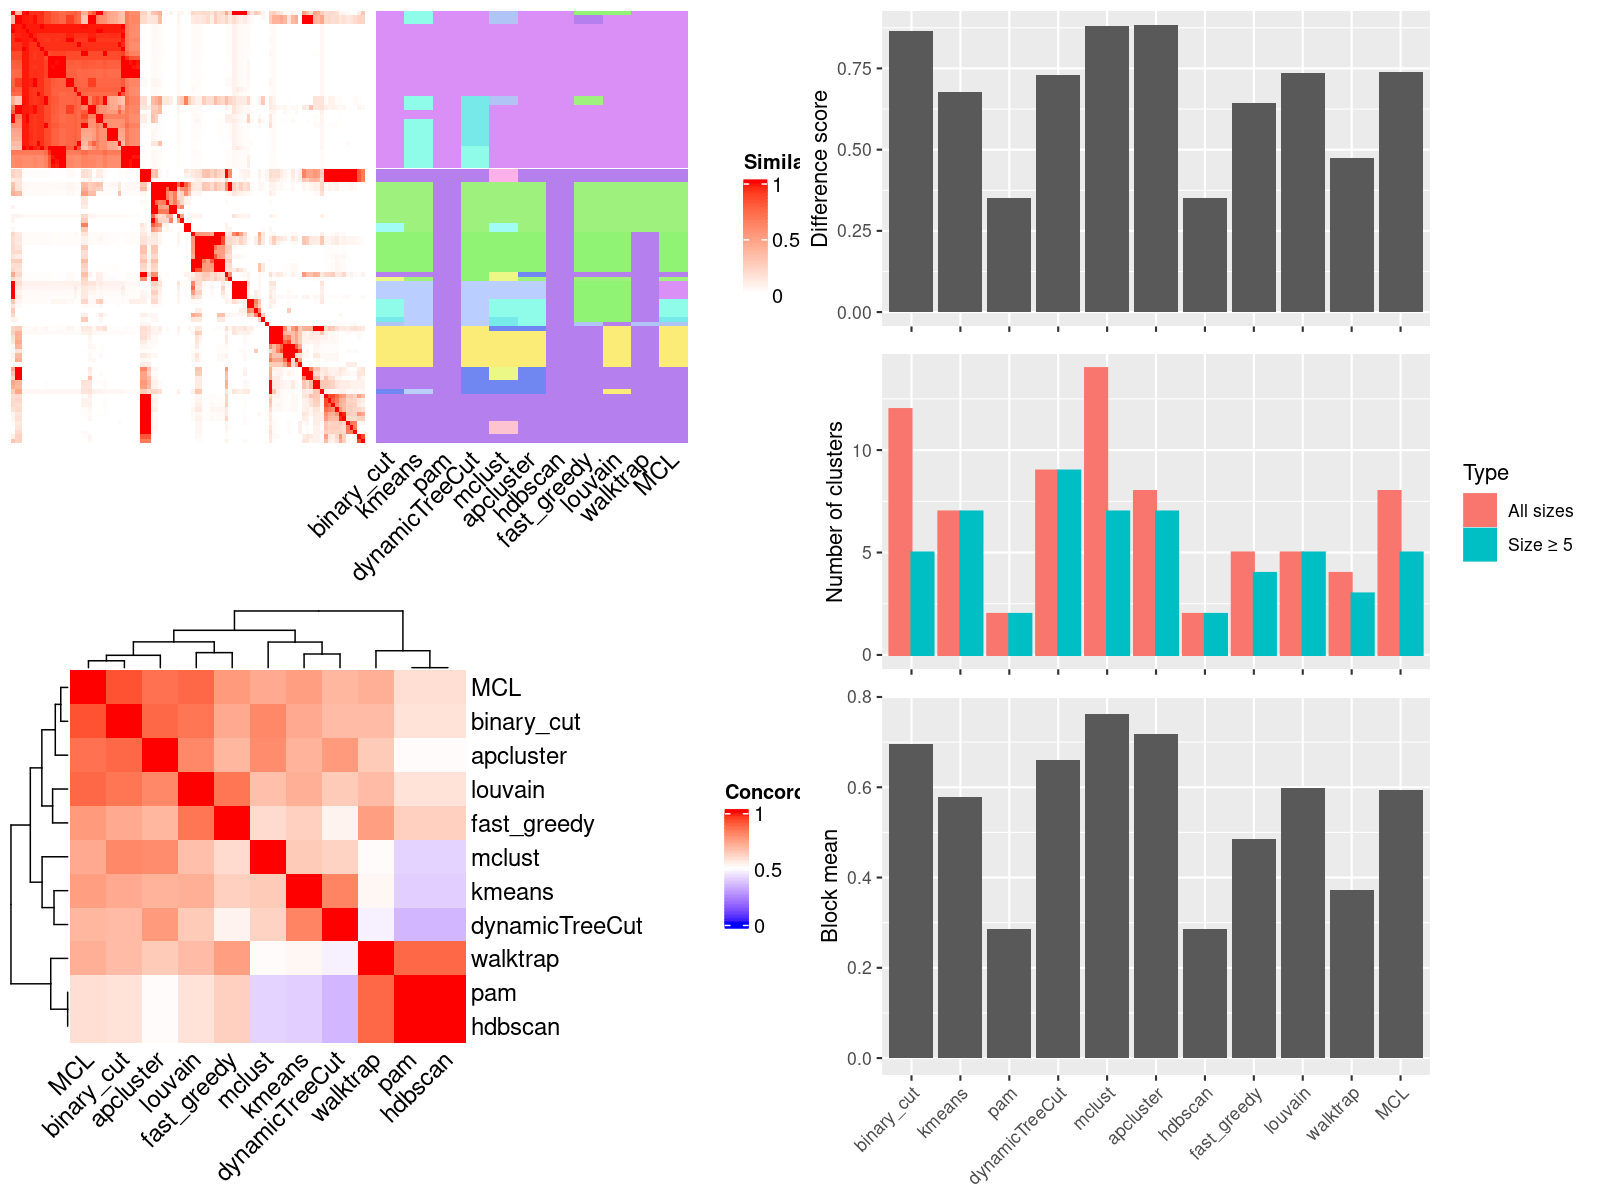 Simila
1
0.5
0
binary_cut
kmeans
pam
dynamicTreeCut
mclust
apcluster
hdbscan
fast_greedy
louvain
walktrap
MCL
MCL
binary_cut
apcluster
louvain
fast_greedy
mclust
kmeans
dynamicTreeCut
walktrap
pam
hdbscan
Concord
1
0.5
0
MCL
binary_cut
apcluster
louvain
fast_greedy
mclust
kmeans
dynamicTreeCut
walktrap
pam
hdbscan
Difference score
0.75
0.50
0.25
0.00
Number of clusters
10
5
0
Type
All sizes
Size ≥ 5
Block mean
0.8
0.6
0.4
0.2
0.0
binary_cut
kmeans
pam
dynamicTreeCut
mclust
apcluster
hdbscan
fast_greedy
louvain
walktrap
MCL